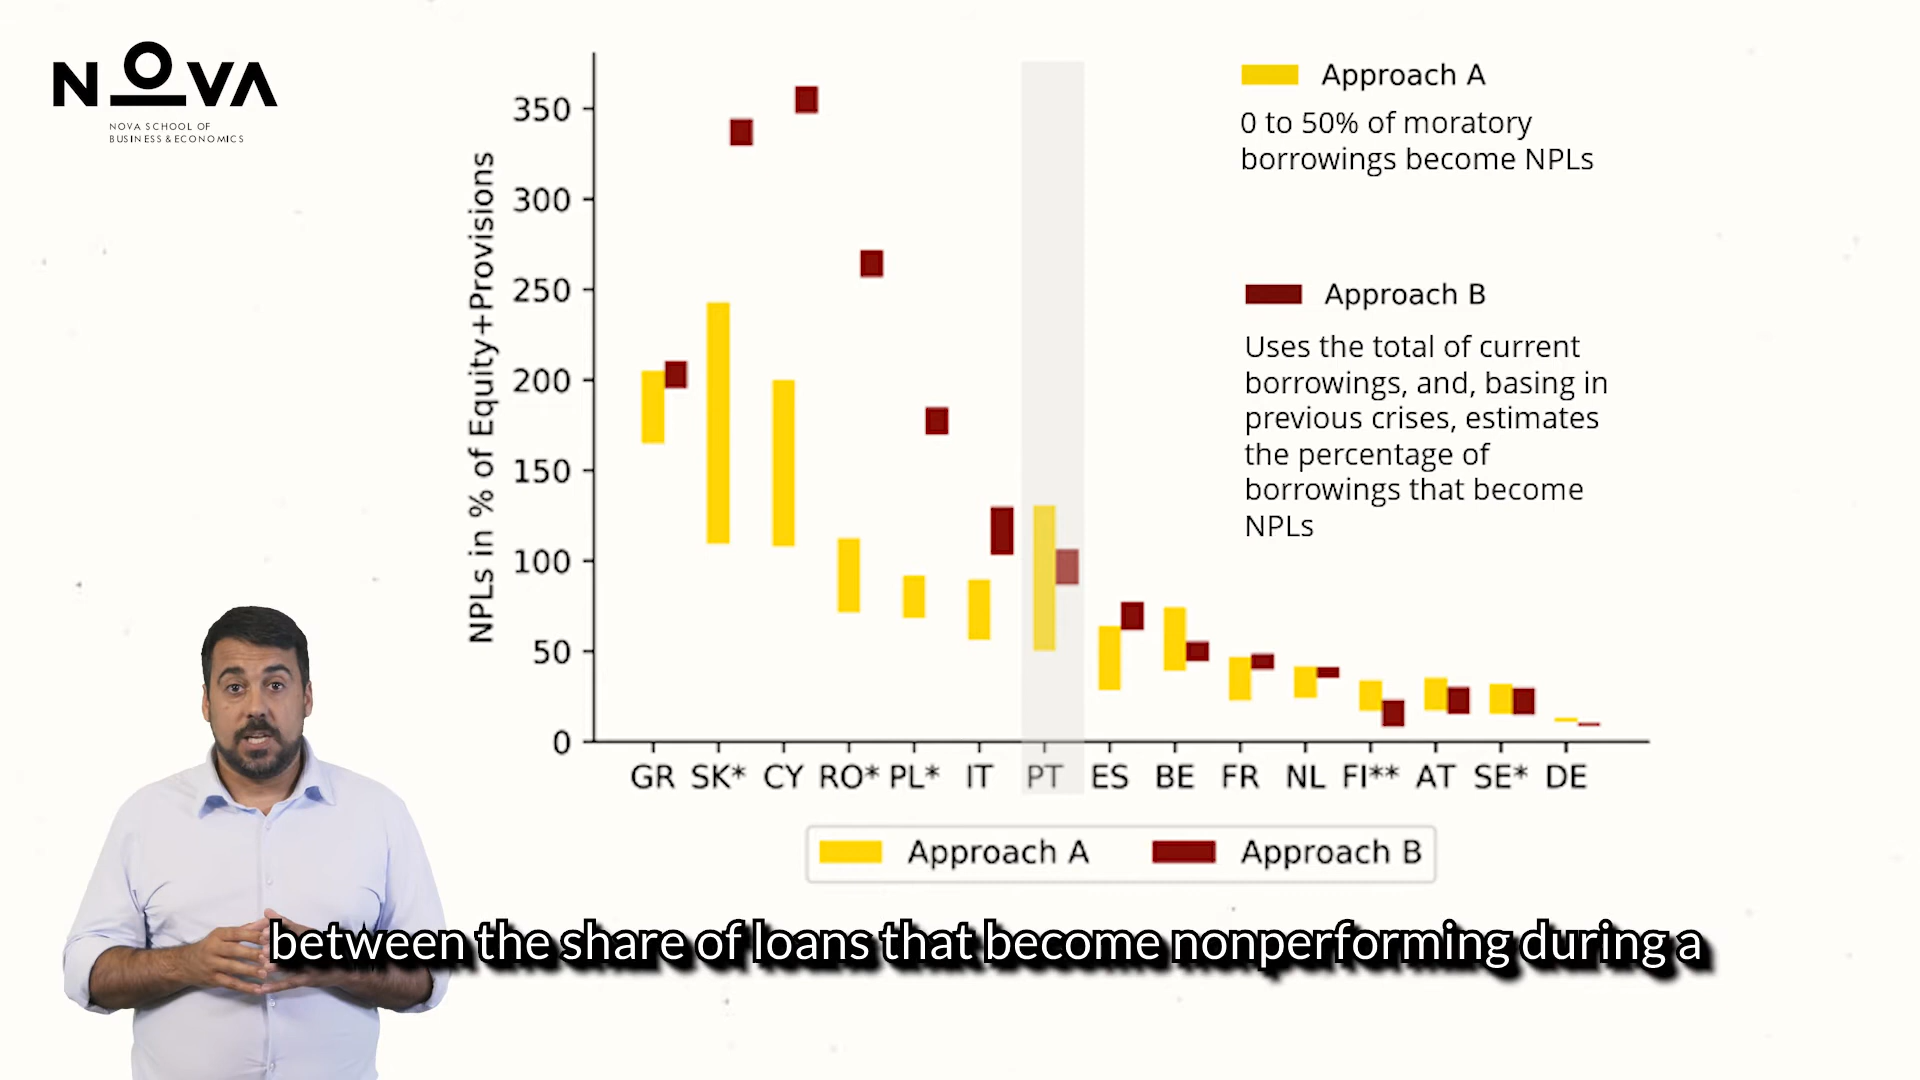 NOVA
NOVA SCHOOL OF
BUSINESS & ECONOMICS
NPLs in % of Equity+Provisions
350
300
250
200
150
100
50
0
GR SK* CY RO* PL* IT PT ES BE FR NL FI** AT SE* DE
Approach A
0 to 50% of moratory
borrowings become NPLs
Approach B
Uses the total of current
borrowings, and, basing in
previous crises, estimates
the percentage of
borrowings that become
NPLs
Approach A Approach B
between the share of loans that become nonperforming during a